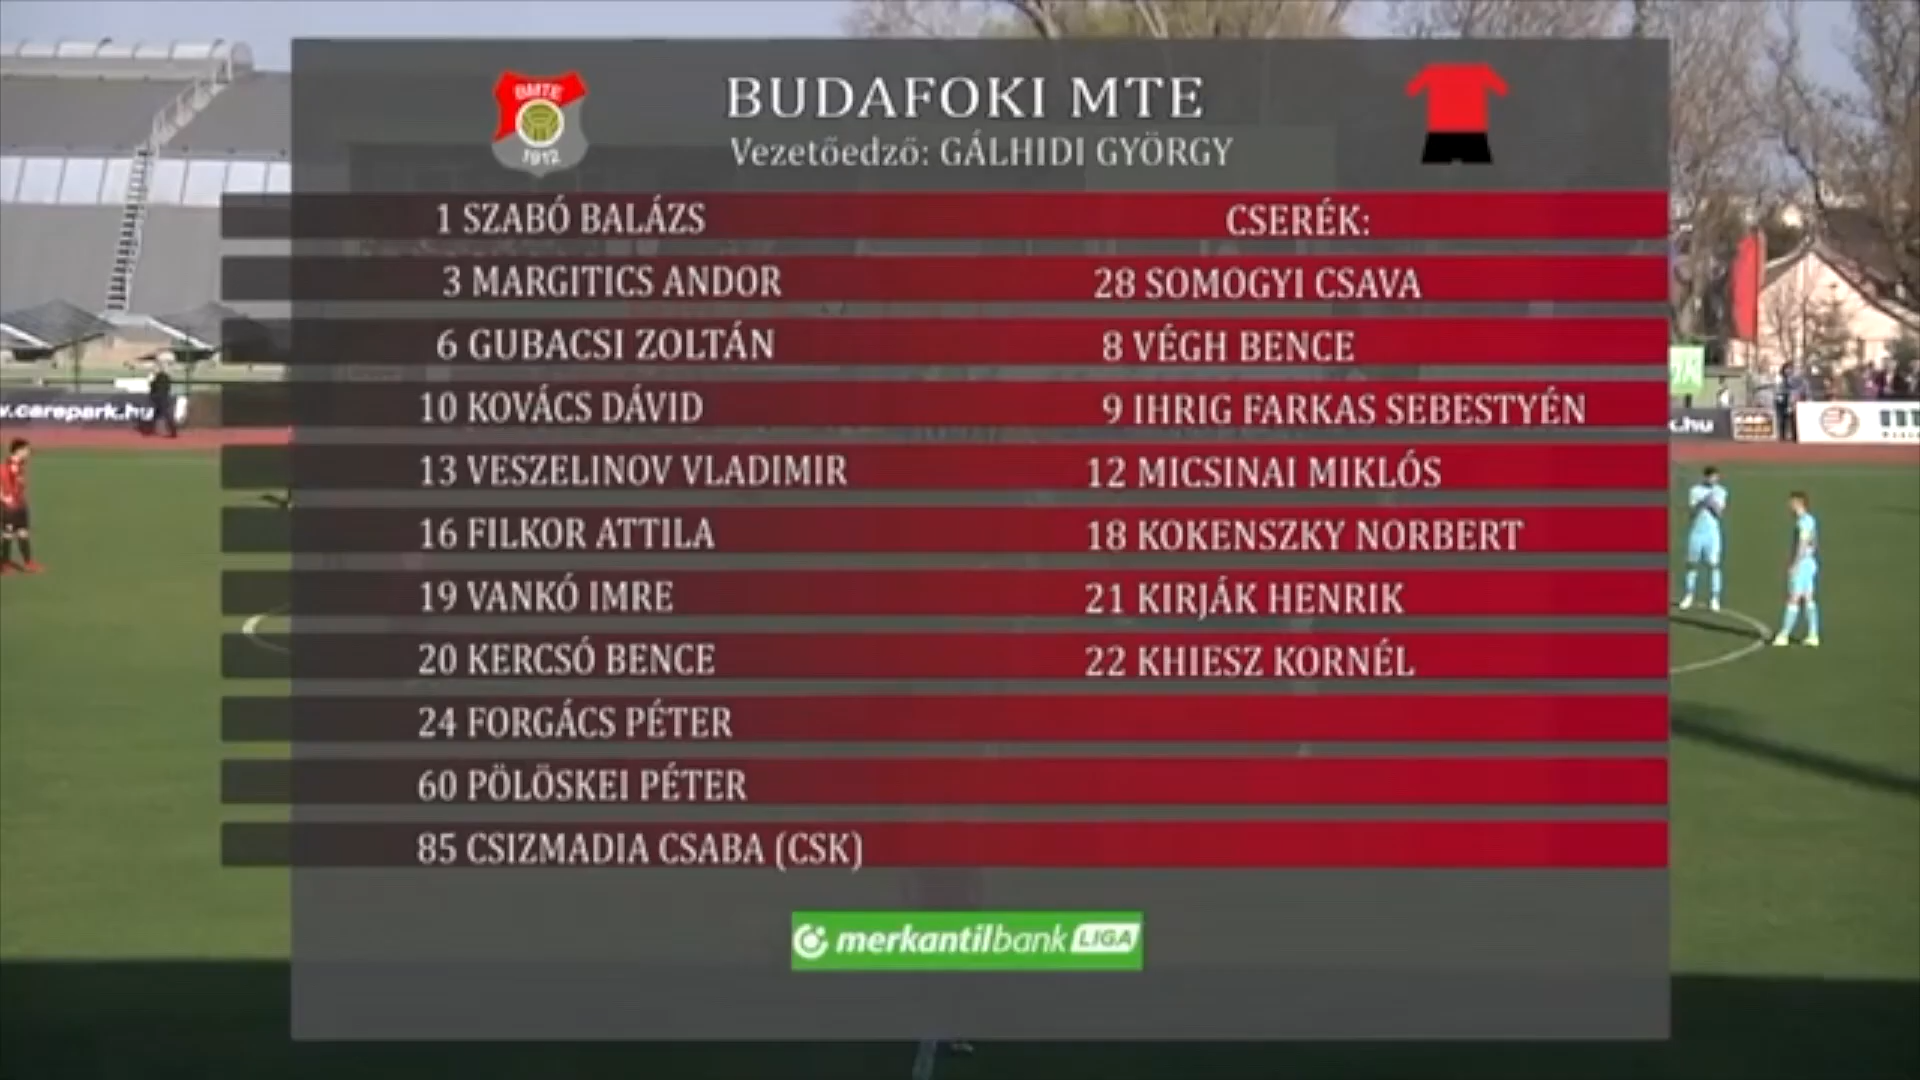 BMTE
1912
BUDAFOKI MTE
Vezetőedző: GÁLHIDI GYÖRGY
1 SZABÓ BALÁZS
3 MARGITICS ANDOR
6 GUBACSI ZOLTÁN
10 KOVÁCS DÁVID
13 VESZELINOV VLADIMIR
16 FILKOR ATTILA
19 VANKÓ IMRE
20 KERCSÓ BENCE
24 FORGÁCS PÉTER
60 PÖLÖSKEI PÉTER
85 CSIZMADIA CSABA (CSK)
CSERÉK:
28 SOMOGYI CSAVA
8 VÉGH BENCE
9 IHRIG FARKAS SEBESTYÉN
12 MICSINAI MIKLÓS
18 KOKENSZKY NORBERT
21 KIRJÁK HENRIK
22 KHIESZ KORNÉL
merkantilbank LIGA
w.carepark.hu
k.hu